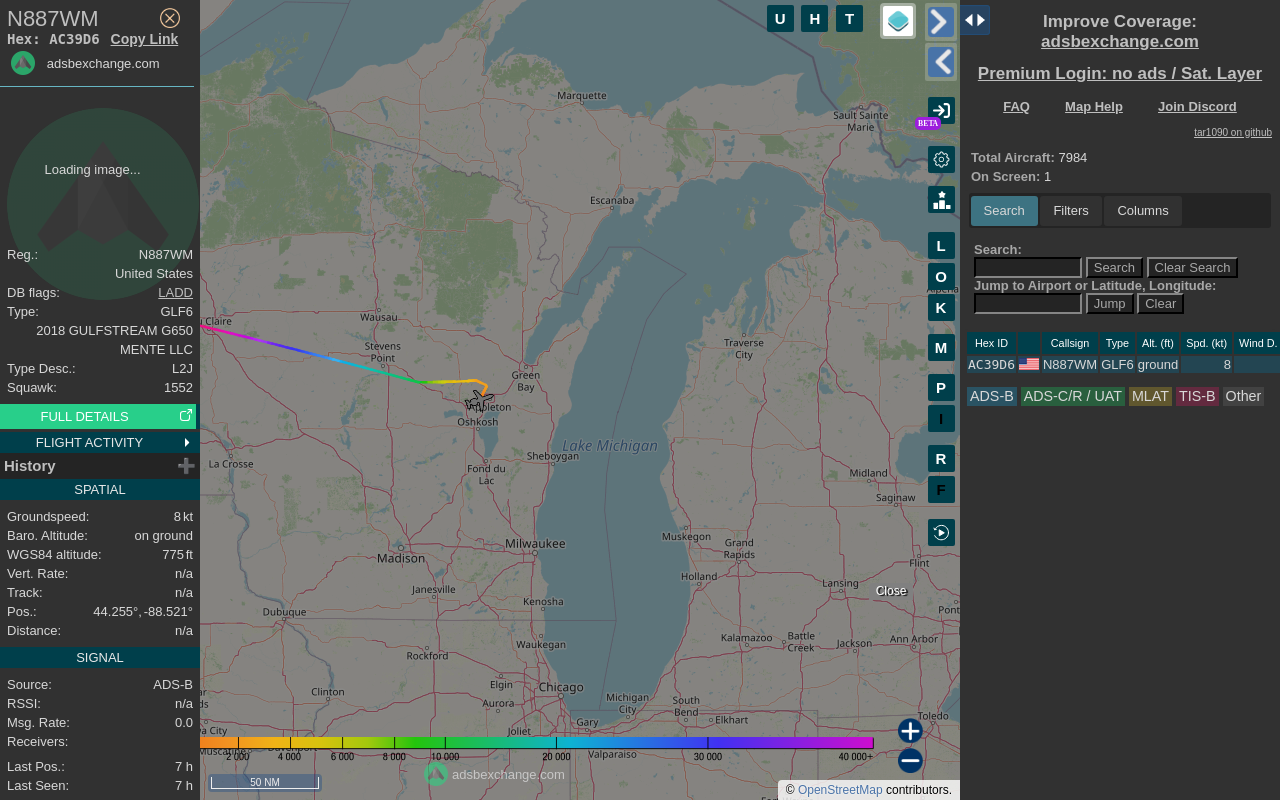 N887WM
Hex: AC39D6 Copy Link
adsbexchange.com
Loading image...
Reg.: N887WM
United States
DB flags: LADD
Type: GLF6
2018 GULFSTREAM G650
MENTE LLC
Type Desc.: L2J
Squawk: 1552
FULL DETAILS
FLIGHT ACTIVITY
History
SPATIAL
Groundspeed: 8 kt
Baro. Altitude: on ground
WGS84 altitude: 775 ft
Vert. Rate: n/a
Track: n/a
Pos.: 44.255°, -88.521°
Distance: n/a
SIGNAL
Source: ADS-B
RSSI: n/a
Msg. Rate: 0.0
Receivers:
Last Pos.: 7 h
Last Seen: 7 h
U H T
BETA
L
O
K
M
P
I
R
F
Marquette
Sault Sainte
Marie
Escanaba
Claire
Wausau
Stevens
Point
Traverse
City
Green
Bay
Appleton
Oshkosh
Lake Michigan
Sheboygan
La Crosse
Fond du
Lac
Midland
Saginaw
Muskegon
Grand
Rapids
Milwaukee
Madison
Flint
Holland
Lansing
Janesville
Close
Kenosha
Dubuque
Pont
Kalamazoo
Battle
Creek
Jackson
Ann Arbor
Waukegan
Rockford
Elgin
Chicago
Clinton
Aurora
Michigan
City
South
Bend
Elkhart
Toledo
Gary
Joliet
Valparaiso
2 000 4 000 6 000 8 000 10 000 20 000 30 000 40 000+
adsbexchange.com
50 NM
© OpenStreetMap contributors.
Improve Coverage:
adsbexchange.com
Premium Login: no ads / Sat. Layer
FAQ Map Help Join Discord
tar1090 on github
Total Aircraft: 7984
On Screen: 1
Search Filters Columns
Search:
Search Clear Search
Jump to Airport or Latitude, Longitude:
Jump Clear
Hex ID Callsign Type Alt. (ft) Spd. (kt) Wind D.
AC39D6 N887WM GLF6 ground 8
ADS-B ADS-C/R / UAT MLAT TIS-B Other